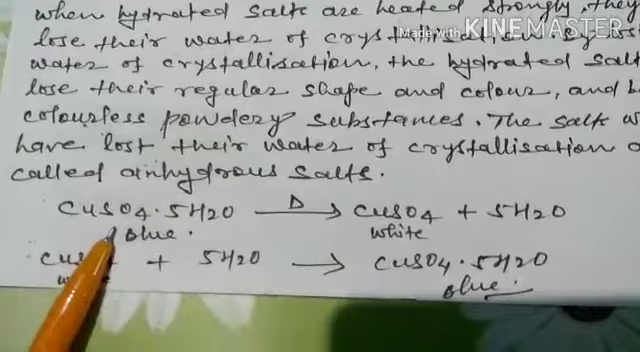 when hydrated salts are heated strongly, they
lose their water of crystallisation. By
water of crystallisation, the hydrated salt
lose their regular shape and colour, and
colourless powdery substances. The salts
have lost their water of crystallisation
called anhydrous salts.
CuSO4.5H2O —Δ→ CuSO4 + 5H2O
blue. white
+ 5H2O → CuSO4.5H2O
blue.
Made with KINEMASTER